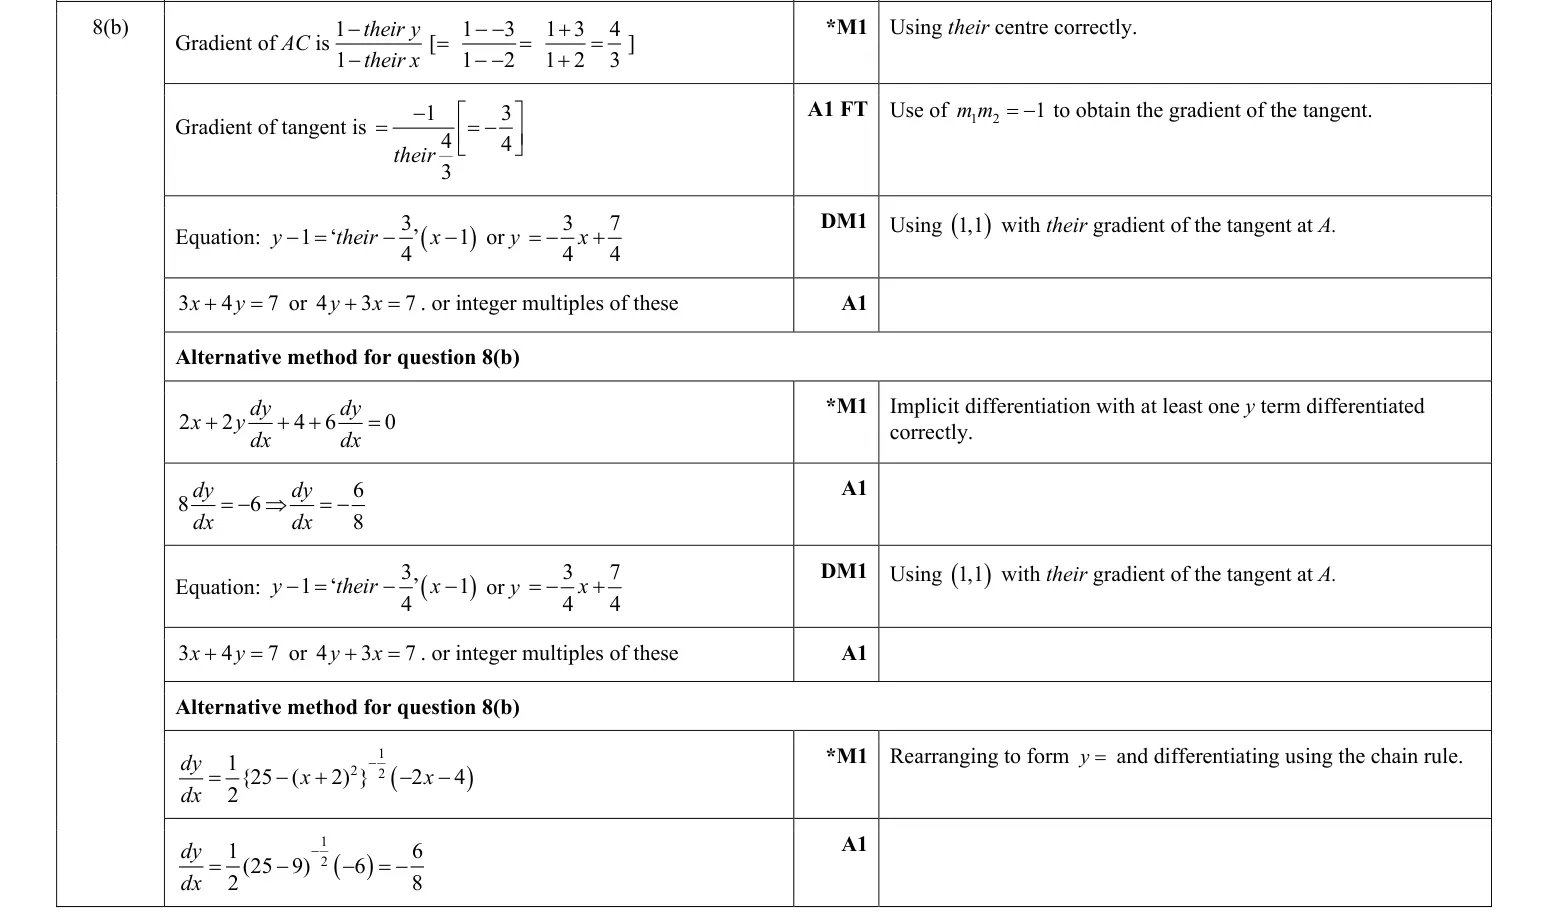 8(b)
Gradient of AC is (1 − their y)/(1 − their x) [= (1 − −3)/(1 − −2) = (1 + 3)/(1 + 2) = 4/3 ] *M1 Using their centre correctly.
Gradient of tangent is = −1/(their 4/3) [= −3/4] A1 FT Use of m₁m₂ = −1 to obtain the gradient of the tangent.
Equation: y − 1 = ‘their − 3/4’(x − 1) or y = −3/4 x + 7/4 DM1 Using (1,1) with their gradient of the tangent at A.
3x + 4y = 7 or 4y + 3x = 7 . or integer multiples of these A1
Alternative method for question 8(b)
2x + 2y dy/dx + 4 + 6 dy/dx = 0 *M1 Implicit differentiation with at least one y term differentiated
correctly.
8 dy/dx = −6 ⇒ dy/dx = −6/8 A1
Equation: y − 1 = ‘their − 3/4’(x − 1) or y = −3/4 x + 7/4 DM1 Using (1,1) with their gradient of the tangent at A.
3x + 4y = 7 or 4y + 3x = 7 . or integer multiples of these A1
Alternative method for question 8(b)
dy/dx = 1/2 {25 − (x + 2)²}^(−1/2) (−2x − 4) *M1 Rearranging to form y = and differentiating using the chain rule.
dy/dx = 1/2 (25 − 9)^(−1/2) (−6) = −6/8 A1